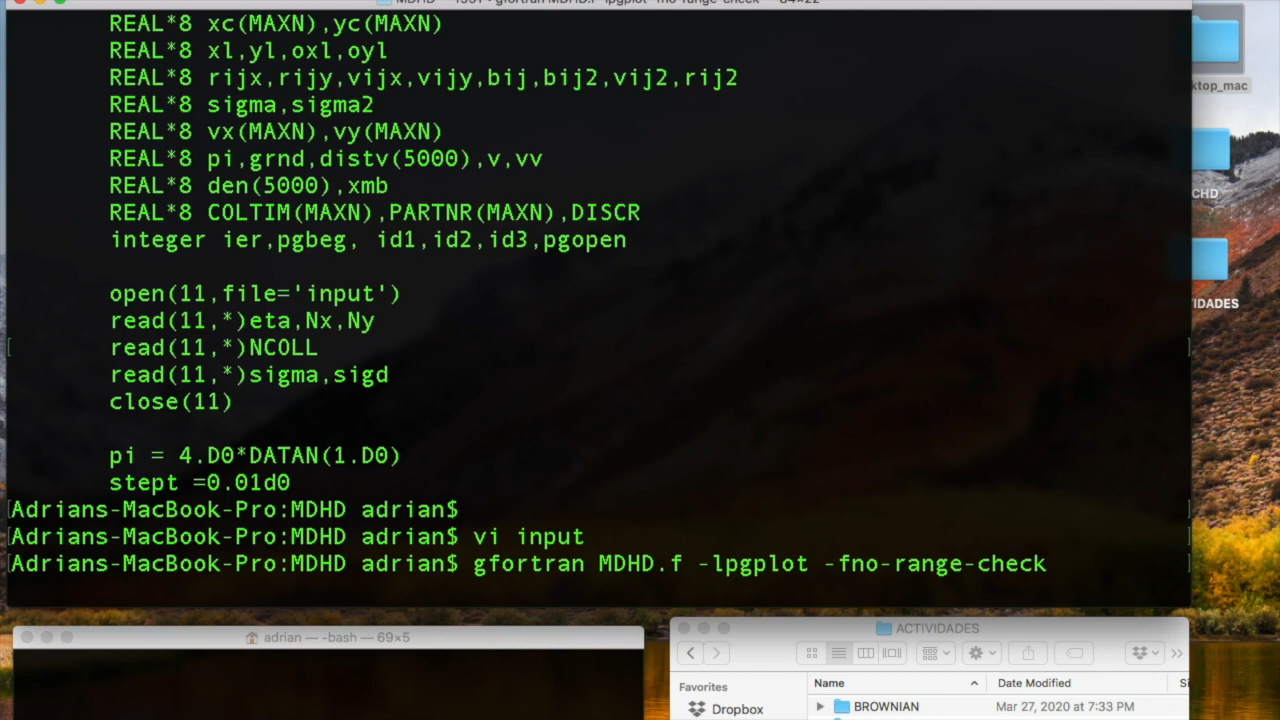 REAL*8 xc(MAXN),yc(MAXN)
REAL*8 xl,yl,oxl,oyl
REAL*8 rijx,rijy,vijx,vijy,bij,bij2,vij2,rij2
REAL*8 sigma,sigma2
REAL*8 vx(MAXN),vy(MAXN)
REAL*8 pi,grnd,distv(5000),v,vv
REAL*8 den(5000),xmb
REAL*8 COLTIM(MAXN),PARTNR(MAXN),DISCR
integer ier,pgbeg, id1,id2,id3,pgopen
open(11,file='input')
read(11,*)eta,Nx,Ny
read(11,*)NCOLL
read(11,*)sigma,sigd
close(11)
pi = 4.D0*DATAN(1.D0)
stept =0.01d0
[Adrians-MacBook-Pro:MDHD adrian$
[Adrians-MacBook-Pro:MDHD adrian$ vi input
[Adrians-MacBook-Pro:MDHD adrian$ gfortran MDHD.f -lpgplot -fno-range-check
ktop_mac
CHD
IDADES
adrian — -bash — 69×5
ACTIVIDADES
Favorites
Dropbox
Name
Date Modified
Si
BROWNIAN
Mar 27, 2020 at 7:33 PM